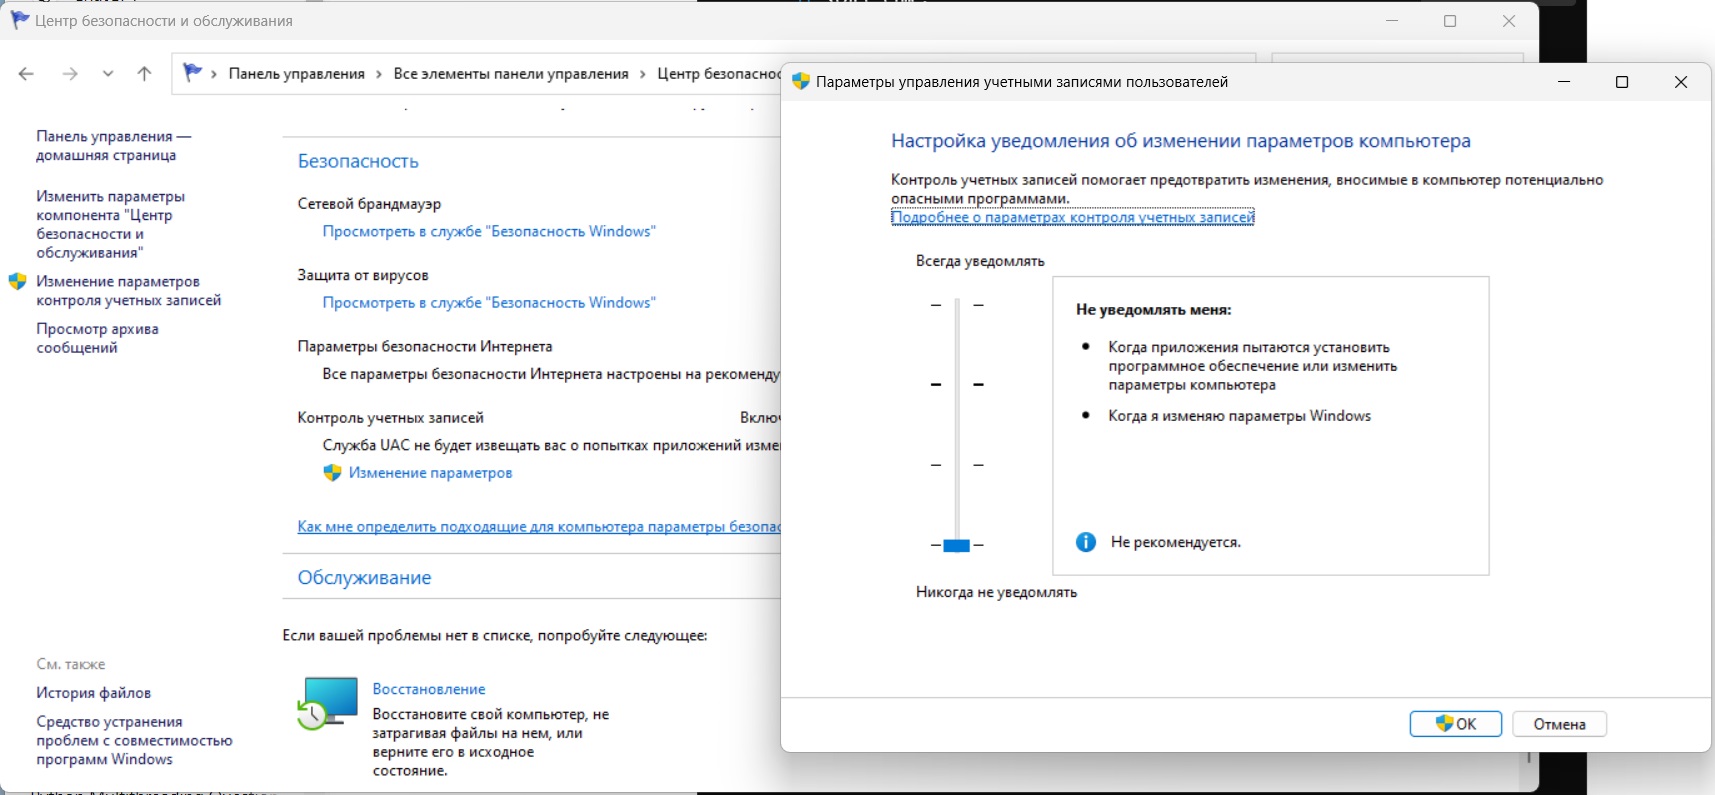 Центр безопасности и обслуживания
Панель управления
Все элементы панели управления
Центр
Панель управления —
домашняя страница
Изменить параметры
компонента "Центр
безопасности и
обслуживания"
Изменение параметров
контроля учетных записей
Просмотр архива
сообщений
См. также
История файлов
Средство устранения
проблем с совместимостью
программ Windows
Безопасность
Сетевой брандмауэр
Просмотреть в службе "Безопасность Windows"
Защита от вирусов
Просмотреть в службе "Безопасность Windows"
Параметры безопасности Интернета
Все параметры безопасности Интернета настроены на
Контроль учетных записей
Служба UAC не будет извещать вас о попытках приложений
Изменение параметров
Как мне определить подходящие для компьютера параметры
Обслуживание
Если вашей проблемы нет в списке, попробуйте следующее:
Восстановление
Восстановите свой компьютер, не
затрагивая файлы на нем, или
верните его в исходное
состояние.
Параметры управления учетными записями пользователей
Настройка уведомления об изменении параметров компьютера
Контроль учетных записей помогает предотвратить изменения, вносимые в компьютер потенциально
опасными программами.
Подробнее о параметрах контроля учетных записей
Всегда уведомлять
Не уведомлять меня:
Когда приложения пытаются установить
программное обеспечение или изменить
параметры компьютера
Когда я изменяю параметры Windows
Не рекомендуется.
Никогда не уведомлять
OK
Отмена